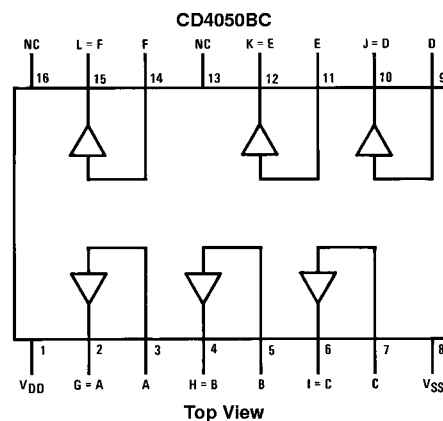 CD4050BC
NC L = F F NC K = E E J = D D
16 15 14 13 12 11 10 9
1 2 3 4 5 6 7 8
VDD G = A A H = B B I = C C VSS
Top View